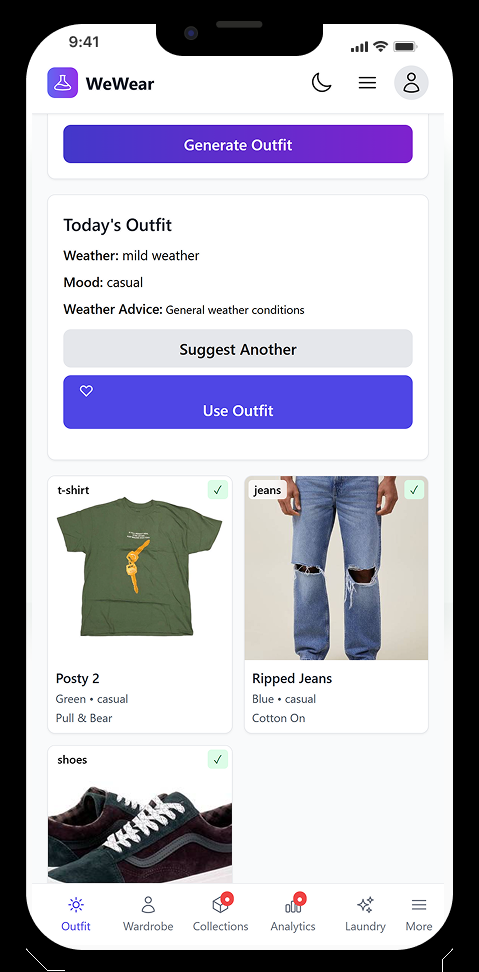 9:41
WeWear
Generate Outfit
Today's Outfit
Weather: mild weather
Mood: casual
Weather Advice: General weather conditions
Suggest Another
Use Outfit
t-shirt ✓
jeans ✓
Posty 2
Green • casual
Pull & Bear
Ripped Jeans
Blue • casual
Cotton On
shoes ✓
Outfit
Wardrobe
Collections
Analytics
Laundry
More